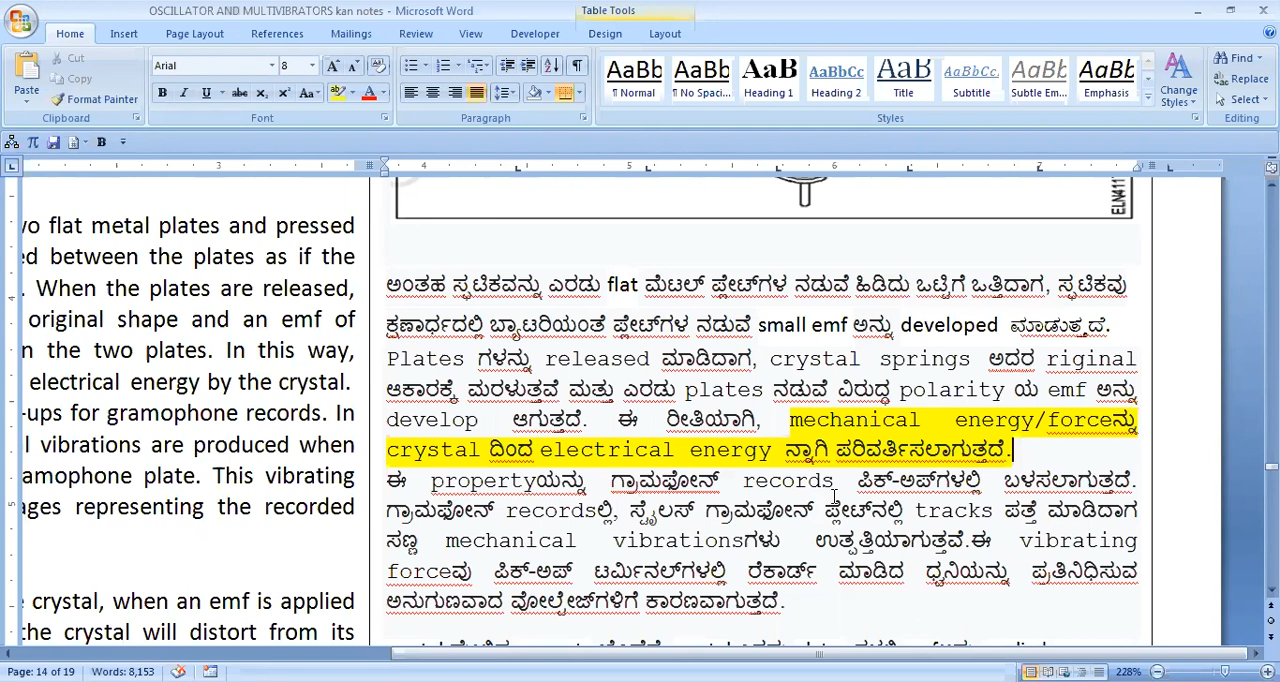 OSCILLATOR AND MULTIVIBRATORS kan notes - Microsoft Word
Table Tools
Home Insert Page Layout References Mailings Review View Developer Design Layout
Cut
Copy
Format Painter
Paste
Arial 8
AaBb AaBb AaB AaBbCc AaBb AaBbCc. AaBbCc AaBb
¶ Normal ¶ No Spaci... Heading 1 Heading 2 Title Subtitle Subtle Em... Emphasis
Change Styles
Find
Replace
Select
Clipboard Font Paragraph Styles Editing
3 4 5 6 7
ELN411
wo flat metal plates and pressed
ed between the plates as if the
. When the plates are released,
original shape and an emf of
n the two plates. In this way,
electrical energy by the crystal.
-ups for gramophone records. In
l vibrations are produced when
amophone plate. This vibrating
ages representing the recorded
e crystal, when an emf is applied
the crystal will distort from its
ಅಂತಹ ಸ್ಫಟಿಕವನ್ನು ಎರಡು flat ಮೆಟಲ್ ಪ್ಲೇಟ್‌ಗಳ ನಡುವೆ ಹಿಡಿದು ಒಟ್ಟಿಗೆ ಒತ್ತಿದಾಗ, ಸ್ಫಟಿಕವು
ಕ್ಷಣಾರ್ಧದಲ್ಲಿ ಬ್ಯಾಟರಿಯಂತೆ ಪ್ಲೇಟ್‌ಗಳ ನಡುವೆ small emf ಅನ್ನು developed ಮಾಡುತ್ತದೆ.
Plates ಗಳನ್ನು released ಮಾಡಿದಾಗ, crystal springs ಅದರ riginal
ಆಕಾರಕ್ಕೆ ಮರಳುತ್ತವೆ ಮತ್ತು ಎರಡು plates ನಡುವೆ ವಿರುದ್ಧ polarity ಯ emf ಅನ್ನು
develop ಆಗುತ್ತದೆ. ಈ ರೀತಿಯಾಗಿ, mechanical energy/forceನ್ನು
crystal ದಿಂದ electrical energy ನ್ನಾಗಿ ಪರಿವರ್ತಿಸಲಾಗುತ್ತದೆ.
ಈ propertyಯನ್ನು ಗ್ರಾಮಫೋನ್ records ಪಿಕ್-ಅಪ್‌ಗಳಲ್ಲಿ ಬಳಸಲಾಗುತ್ತದೆ.
ಗ್ರಾಮಫೋನ್ recordsಲ್ಲಿ, ಸ್ಟೈಲಸ್ ಗ್ರಾಮಫೋನ್ ಪ್ಲೇಟ್‌ನಲ್ಲಿ tracks ಪತ್ತೆ ಮಾಡಿದಾಗ
ಸಣ್ಣ mechanical vibrationsಗಳು ಉತ್ಪತ್ತಿಯಾಗುತ್ತವೆ.ಈ vibrating
forceವು ಪಿಕ್-ಅಪ್ ಟರ್ಮಿನಲ್‌ಗಳಲ್ಲಿ ರೆಕಾರ್ಡ್ ಮಾಡಿದ ಧ್ವನಿಯನ್ನು ಪ್ರತಿನಿಧಿಸುವ
ಅನುಗುಣವಾದ ವೋಲ್ಟೇಜ್‌ಗಳಿಗೆ ಕಾರಣವಾಗುತ್ತದೆ.
Page: 14 of 19 Words: 8,153 228%